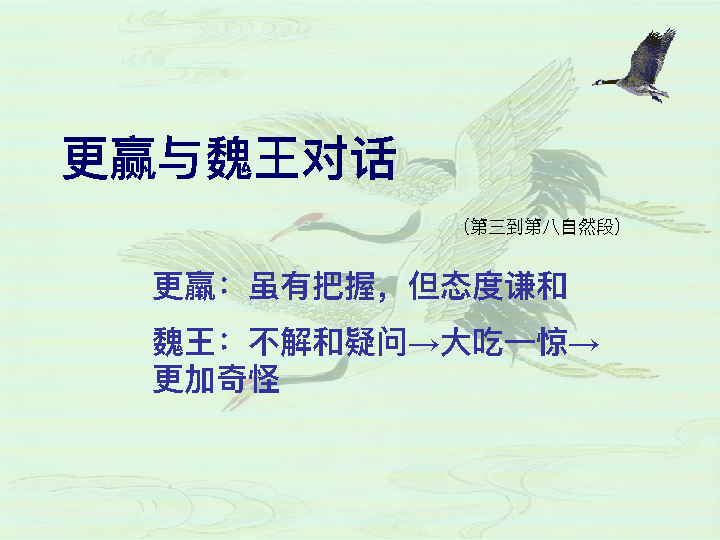 更赢与魏王对话
（第三到第八自然段）
更羸：虽有把握，但态度谦和
魏王：不解和疑问→大吃一惊→
更加奇怪